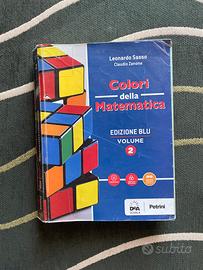 Leonardo Sasso
Claudio Zanone
Colori
della
Matematica
EDIZIONE BLU
VOLUME
2
DEA
SCUOLA
Petrini
subito